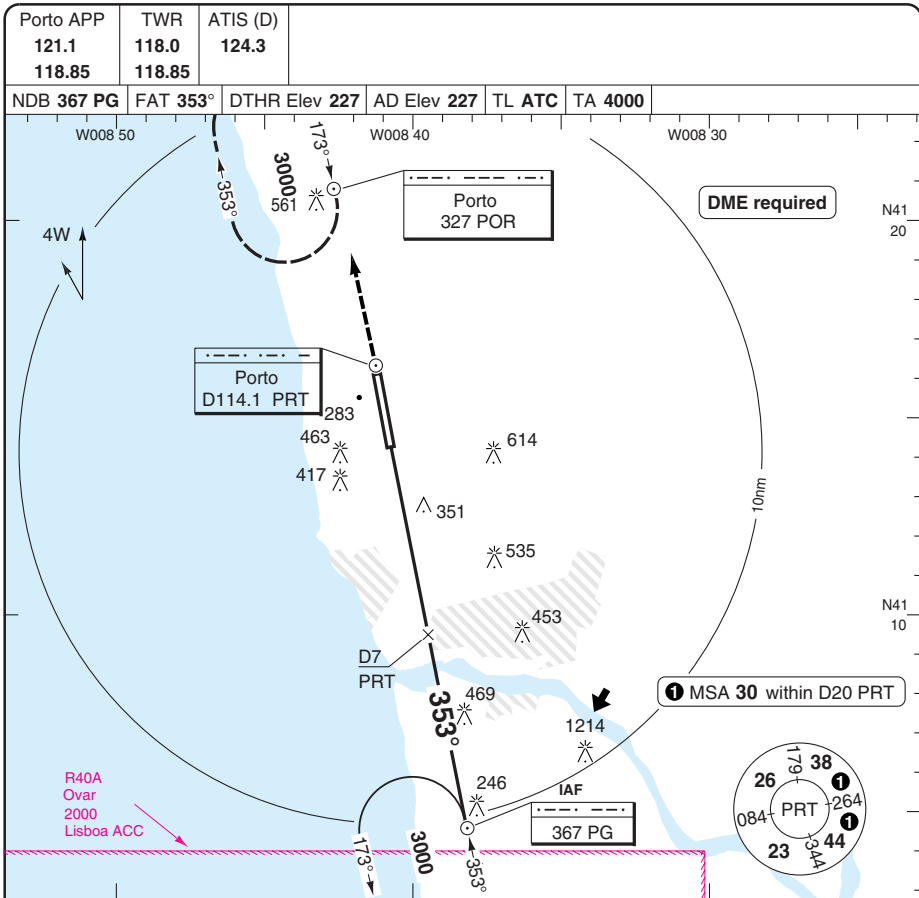 Porto APP
121.1
118.85
TWR
118.0
118.85
ATIS (D)
124.3
NDB 367 PG
FAT 353°
DTHR Elev 227
AD Elev 227
TL ATC
TA 4000
W008 50
W008 40
W008 30
173°
3000
561
353°
Porto
327 POR
DME required
N41
20
4W
Porto
D114.1 PRT
283
463
417
614
351
10nm
535
453
N41
10
D7
PRT
353°
469
1 MSA 30 within D20 PRT
1214
R40A
Ovar
2000
Lisboa ACC
246
IAF
367 PG
173°
3000
353°
179
38
26
1
264
084
PRT
1
23
344
44